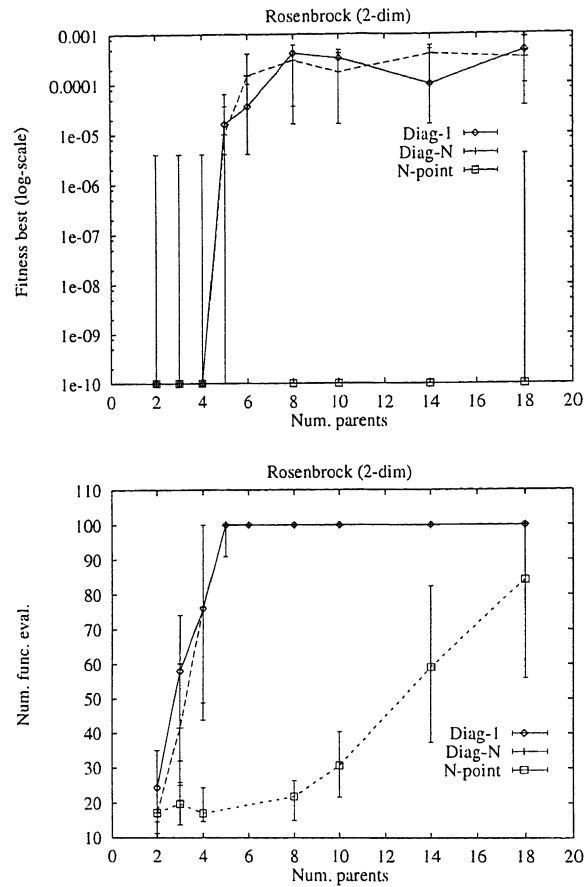 Rosenbrock (2-dim)
0.001
0.0001
1e-05
1e-06
1e-07
1e-08
1e-09
1e-10
Fitness best (log-scale)
Diag-1
Diag-N
N-point
0 2 4 6 8 10 12 14 16 18 20
Num. parents
Rosenbrock (2-dim)
110
100
90
80
70
60
50
40
30
20
10
Num. func. eval.
Diag-1
Diag-N
N-point
0 2 4 6 8 10 12 14 16 18 20
Num. parents